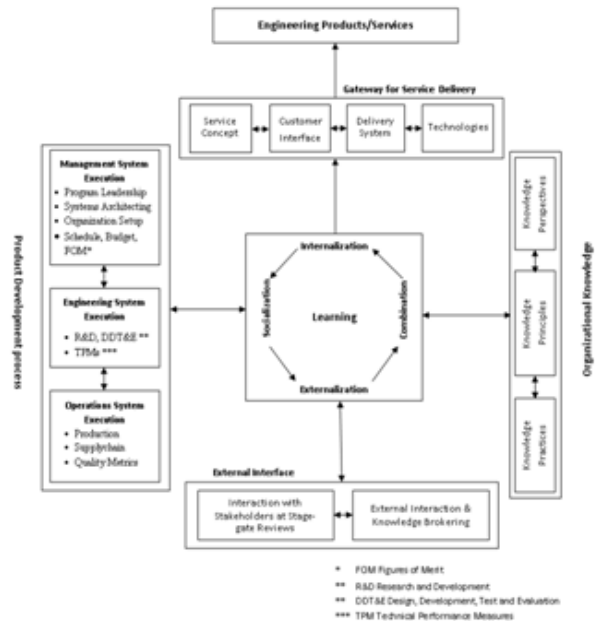 Engineering Products/Services
Gateway for Service Delivery
Service
Concept
Customer
Interface
Delivery
System
Technologies
Product Development process
Management System
Execution
• Program Leadership
• Systems Architecting
• Organization Setup
• Schedule, Budget,
FOM*
Engineering System
Execution
• R&D, DDT&E **
• TPMs ***
Operations System
Execution
• Production
• Supplychain
• Quality Metrics
Internalization
Socialization
Learning
Combination
Externalization
Knowledge
Perspectives
Knowledge
Principles
Knowledge
Practices
Organizational Knowledge
External Interface
Interaction with
Stakeholders at Stage-
gate Reviews
External Interaction &
Knowledge Brokering
* FOM Figures of Merit
** R&D Research and Development
** DDT&E Design, Development, Test and Evaluation
*** TPM Technical Performance Measures